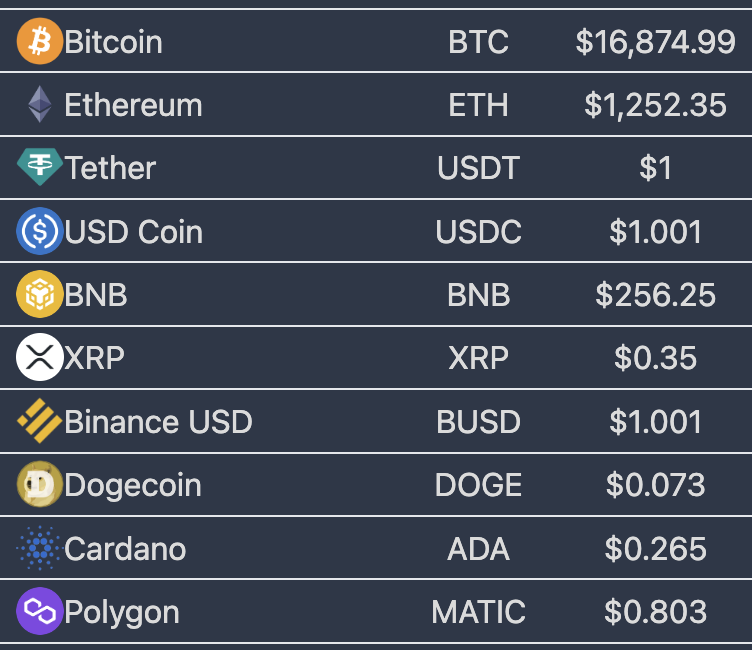 Bitcoin BTC $16,874.99
Ethereum ETH $1,252.35
Tether USDT $1
USD Coin USDC $1.001
BNB BNB $256.25
XRP XRP $0.35
Binance USD BUSD $1.001
Dogecoin DOGE $0.073
Cardano ADA $0.265
Polygon MATIC $0.803